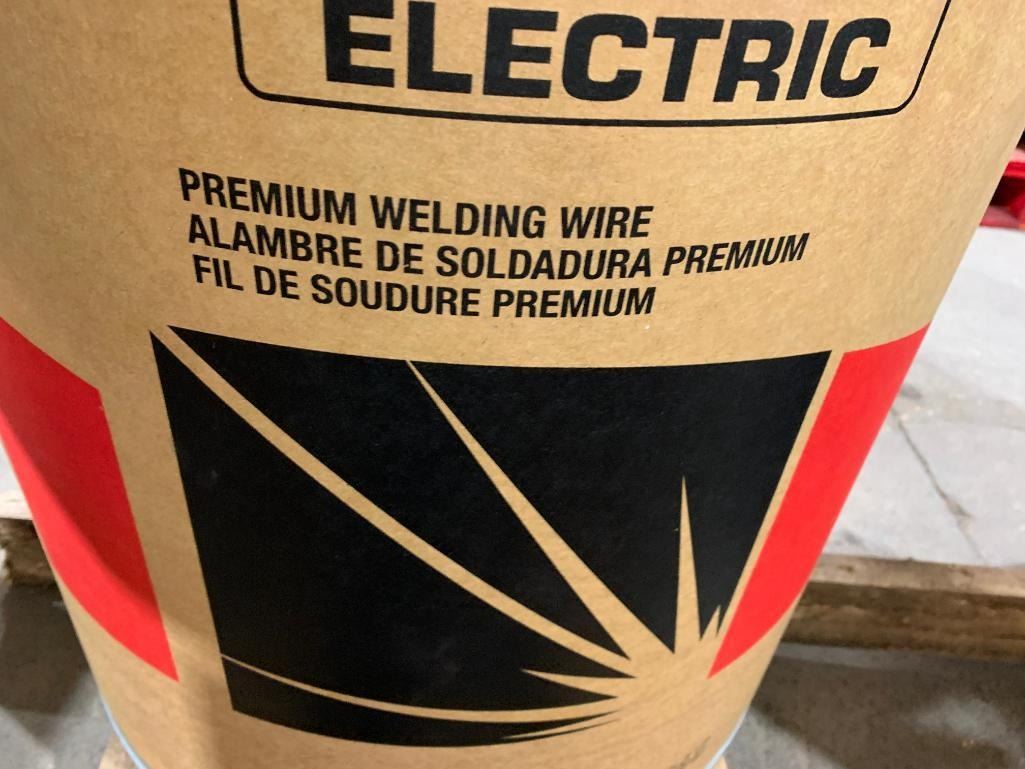 ELECTRIC
PREMIUM WELDING WIRE
ALAMBRE DE SOLDADURA PREMIUM
FIL DE SOUDURE PREMIUM